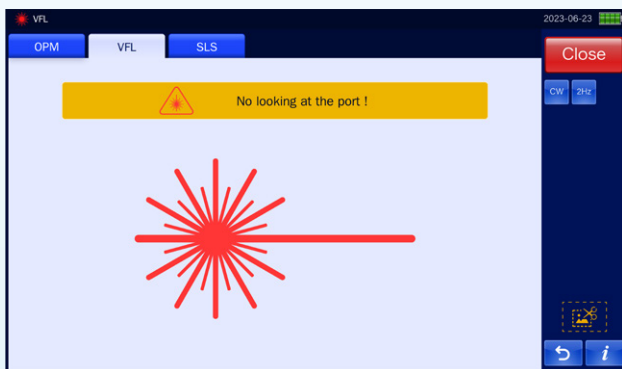 VFL
2023-06-23
OPM
VFL
SLS
Close
No looking at the port !
CW
2Hz
i